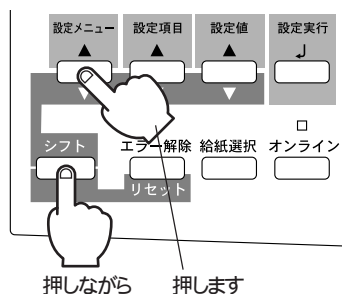 設定メニュー 設定項目 設定値 設定実行
シフト エラー解除 給紙選択 オンライン
リセット
押しながら 押します